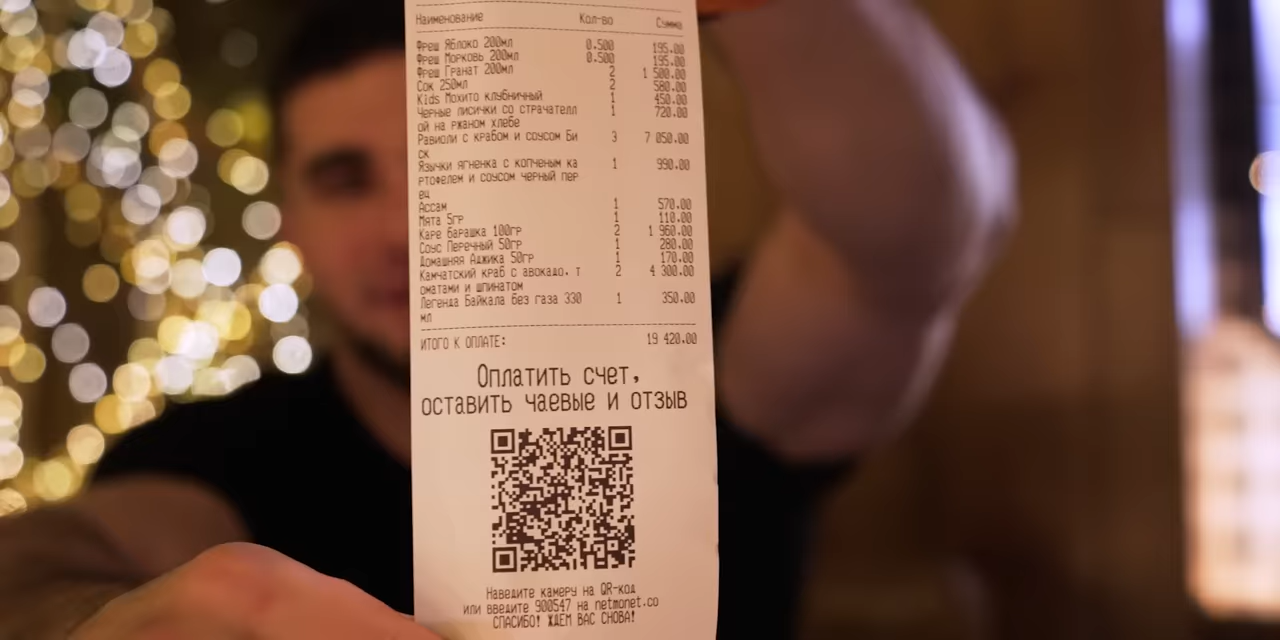 Наименование Кол-во Сумма
Фреш Яблоко 200мл 0.500 195.00
Фреш Морковь 200мл 0.500 195.00
Фреш Гранат 200мл 2 1 500.00
Сок 250мл 2 580.00
Kids Мохито клубничный 1 450.00
Черные лисички со страчателл 1 720.00
ой на ржаном хлебе
Равиоли с крабом и соусом Би 3 7 050.00
ск
Язычки ягненка с копченым ка 1 990.00
ртофелем и соусом черный пер
ец
Ассам 1 570.00
Мята 5гр 1 110.00
Каре барашка 100гр 2 1 960.00
Соус Перечный 50гр 1 280.00
Домашняя Аджика 50гр 1 170.00
Камчатский краб с авокадо, т 2 4 300.00
оматами и шпинатом
Легенда Байкала без газа 330 1 350.00
мл
ИТОГО К ОПЛАТЕ: 19 420.00
Оплатить счет,
оставить чаевые и отзыв
Наведите камеру на QR-код
или введите 900547 на netmonet.co
СПАСИБО! ЖДЕМ ВАС СНОВА!